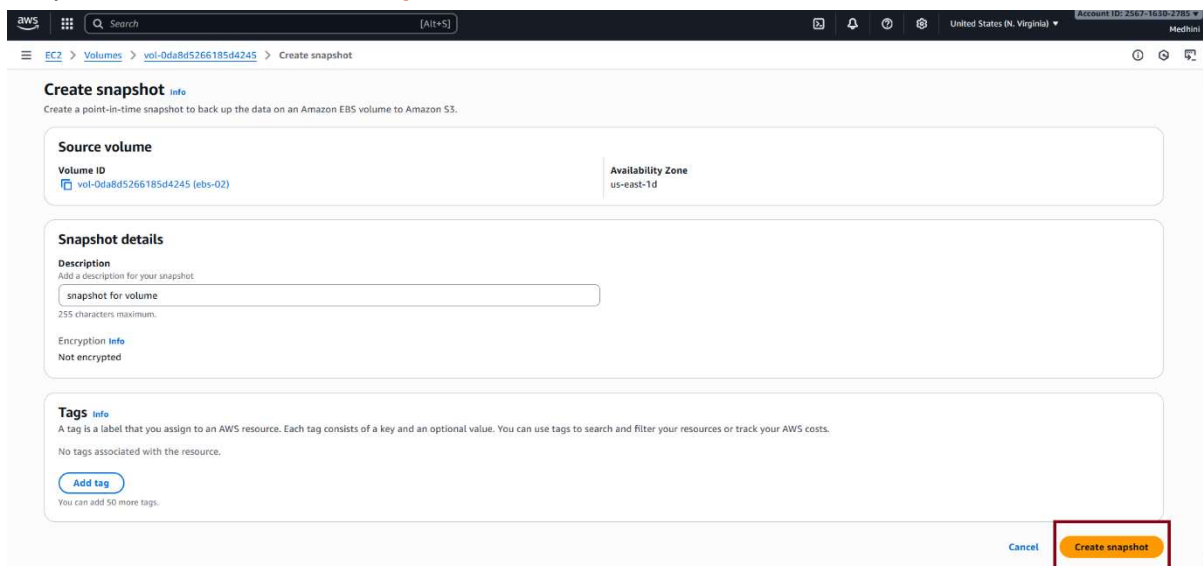 aws
Search [Alt+S] United States (N. Virginia) ▼ Account ID: 2567-1630-2785 ▼
Medhini
EC2 > Volumes > vol-0da8d5266185d4245 > Create snapshot
Create snapshot Info
Create a point-in-time snapshot to back up the data on an Amazon EBS volume to Amazon S3.
Source volume
Volume ID
vol-0da8d5266185d4245 (ebs-02)
Availability Zone
us-east-1d
Snapshot details
Description
Add a description for your snapshot
snapshot for volume
255 characters maximum.
Encryption Info
Not encrypted
Tags Info
A tag is a label that you assign to an AWS resource. Each tag consists of a key and an optional value. You can use tags to search and filter your resources or track your AWS costs.
No tags associated with the resource.
Add tag
You can add 50 more tags.
Cancel Create snapshot